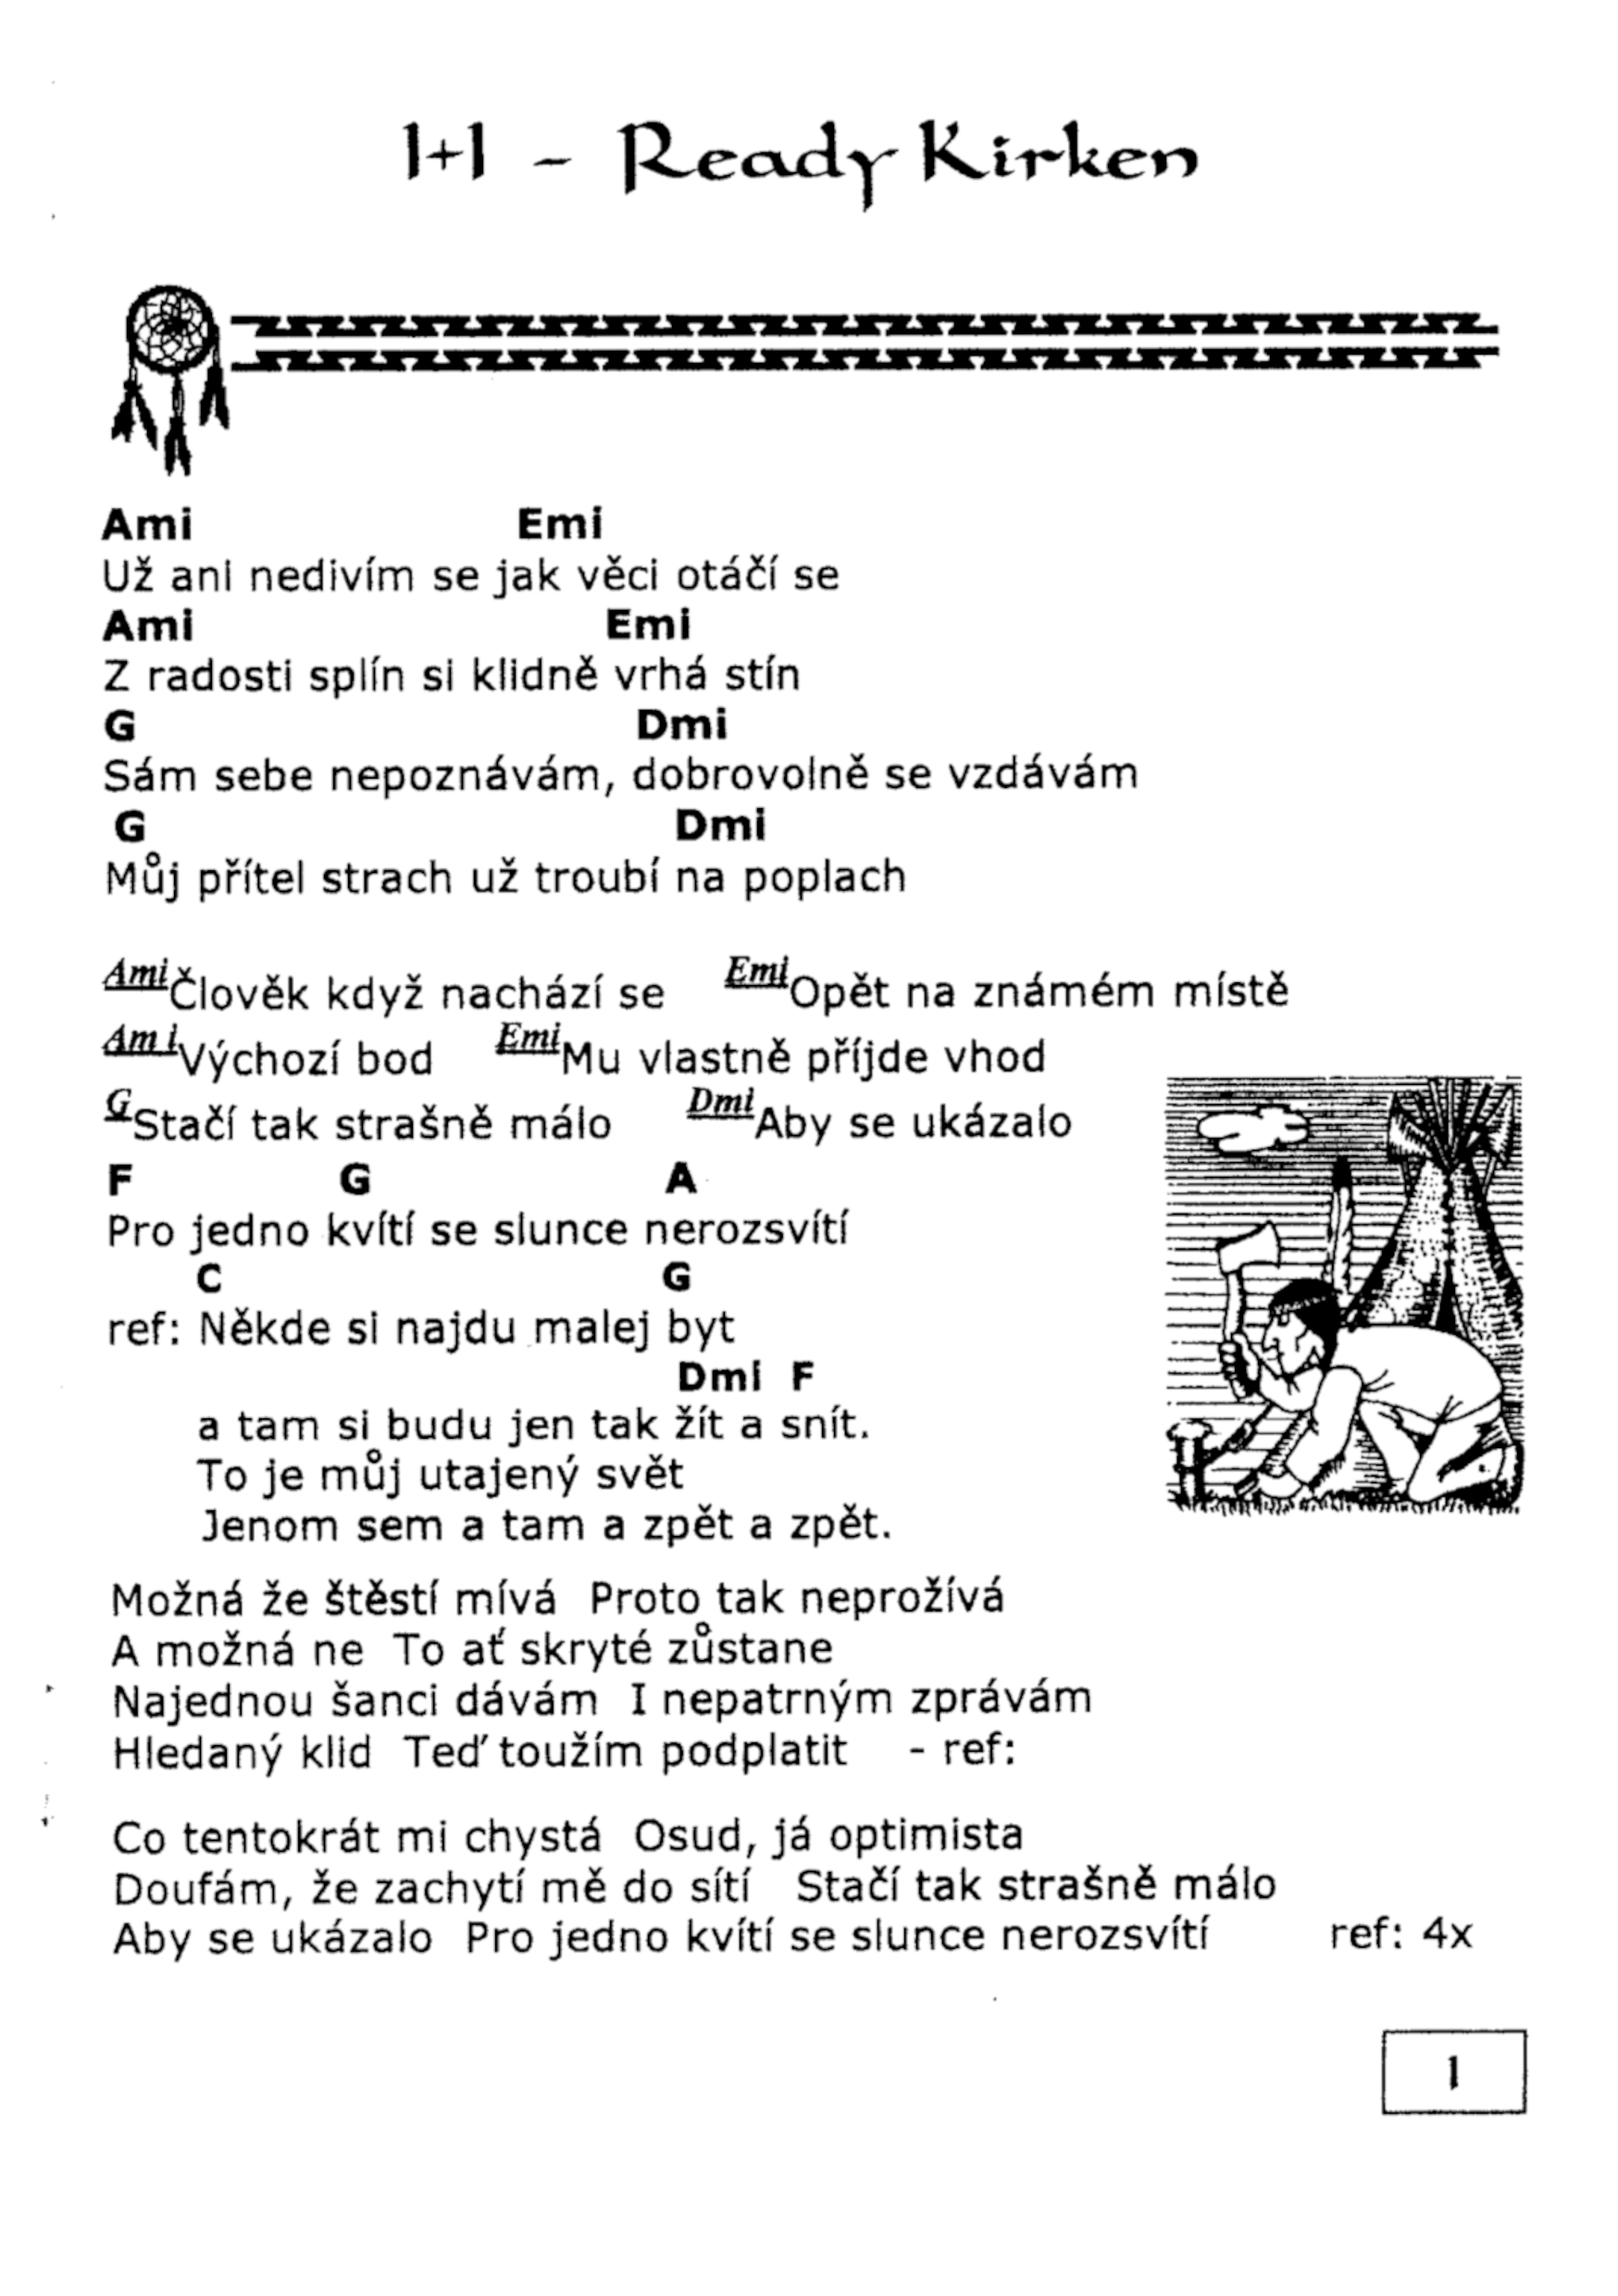 1+1 - Ready Kirken
Ami Emi
Už ani nedivím se jak věci otáčí se
Ami Emi
Z radosti splín si klidně vrhá stín
G Dmi
Sám sebe nepoznávám, dobrovolně se vzdávám
G Dmi
Můj přítel strach už troubí na poplach
Ami Člověk když nachází se Emi Opět na známém místě
Am i Výchozí bod Emi Mu vlastně příjde vhod
G Stačí tak strašně málo Dmi Aby se ukázalo
F G A
Pro jedno kvítí se slunce nerozsvítí
C G
ref: Někde si najdu malej byt
Dmi F
a tam si budu jen tak žít a snít.
To je můj utajený svět
Jenom sem a tam a zpět a zpět.
Možná že štěstí mívá Proto tak neprožívá
A možná ne To ať skryté zůstane
Najednou šanci dávám I nepatrným zprávám
Hledaný klid Teď toužím podplatit - ref:
Co tentokrát mi chystá Osud, já optimista
Doufám, že zachytí mě do sítí Stačí tak strašně málo
Aby se ukázalo Pro jedno kvítí se slunce nerozsvítí ref: 4x
1